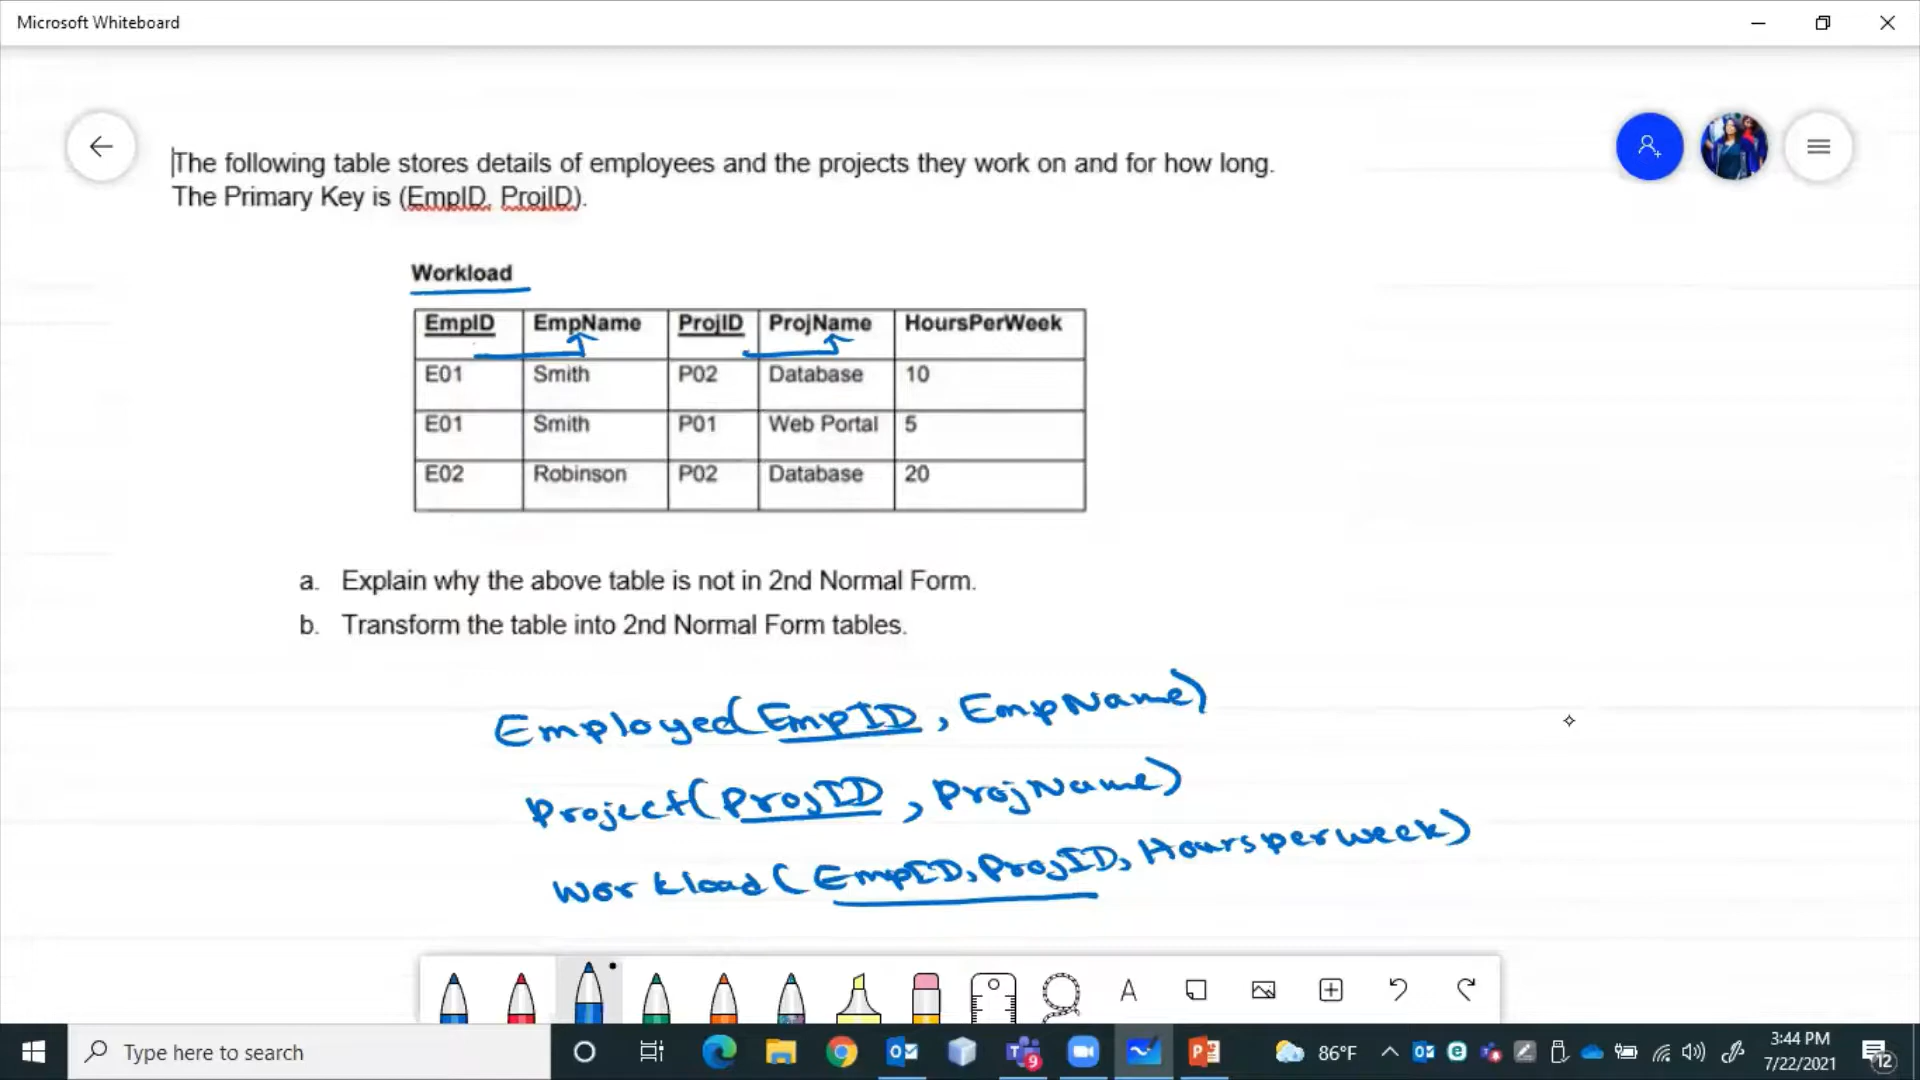 Microsoft Whiteboard
The following table stores details of employees and the projects they work on and for how long.
The Primary Key is (EmpID, ProjID).
Workload
EmpID EmpName ProjID ProjName HoursPerWeek
E01 Smith P02 Database 10
E01 Smith P01 Web Portal 5
E02 Robinson P02 Database 20
a. Explain why the above table is not in 2nd Normal Form.
b. Transform the table into 2nd Normal Form tables.
Employee(EmpID, EmpName)
Project(ProjID, ProjName)
Workload(EmpID, ProjID, Hoursperweek)
Type here to search
86°F
3:44 PM
7/22/2021
9
12